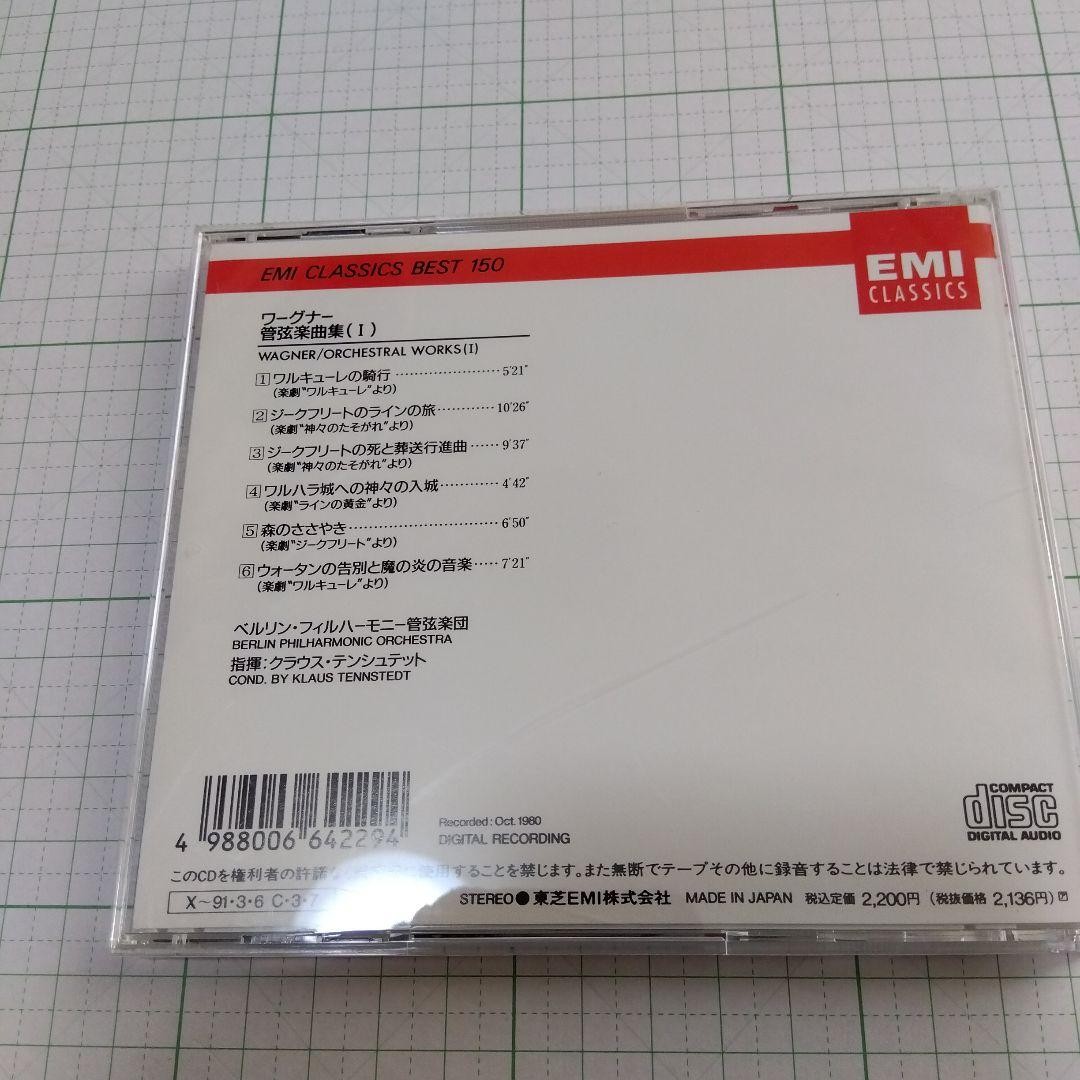 EMI CLASSICS BEST 150
EMI
CLASSICS
ワーグナー
管弦楽曲集(I)
WAGNER/ORCHESTRAL WORKS(I)
1 ワルキューレの騎行 …………………5'21"
(楽劇"ワルキューレ"より)
2 ジークフリートのラインの旅…………10'26"
(楽劇"神々のたそがれ"より)
3 ジークフリートの死と葬送行進曲……9'37"
(楽劇"神々のたそがれ"より)
4 ワルハラ城への神々の入城…………4'42"
(楽劇"ラインの黄金"より)
5 森のささやき…………………………6'50"
(楽劇"ジークフリート"より)
6 ウォータンの告別と魔の炎の音楽……7'21"
(楽劇"ワルキューレ"より)
ベルリン・フィルハーモニー管弦楽団
BERLIN PHILHARMONIC ORCHESTRA
指揮:クラウス・テンシュテット
COND. BY KLAUS TENNSTEDT
4 988006 642294
Recorded: Oct. 1980
DIGITAL RECORDING
COMPACT
disc
DIGITAL AUDIO
このCDを権利者の許諾 使用することを禁じます。また無断でテープその他に録音することは法律で禁じられています。
X〜91・3・6 C・3・7
STEREO● 東芝EMI株式会社 MADE IN JAPAN 税込定価 2,200円 (税抜価格 2,136円)